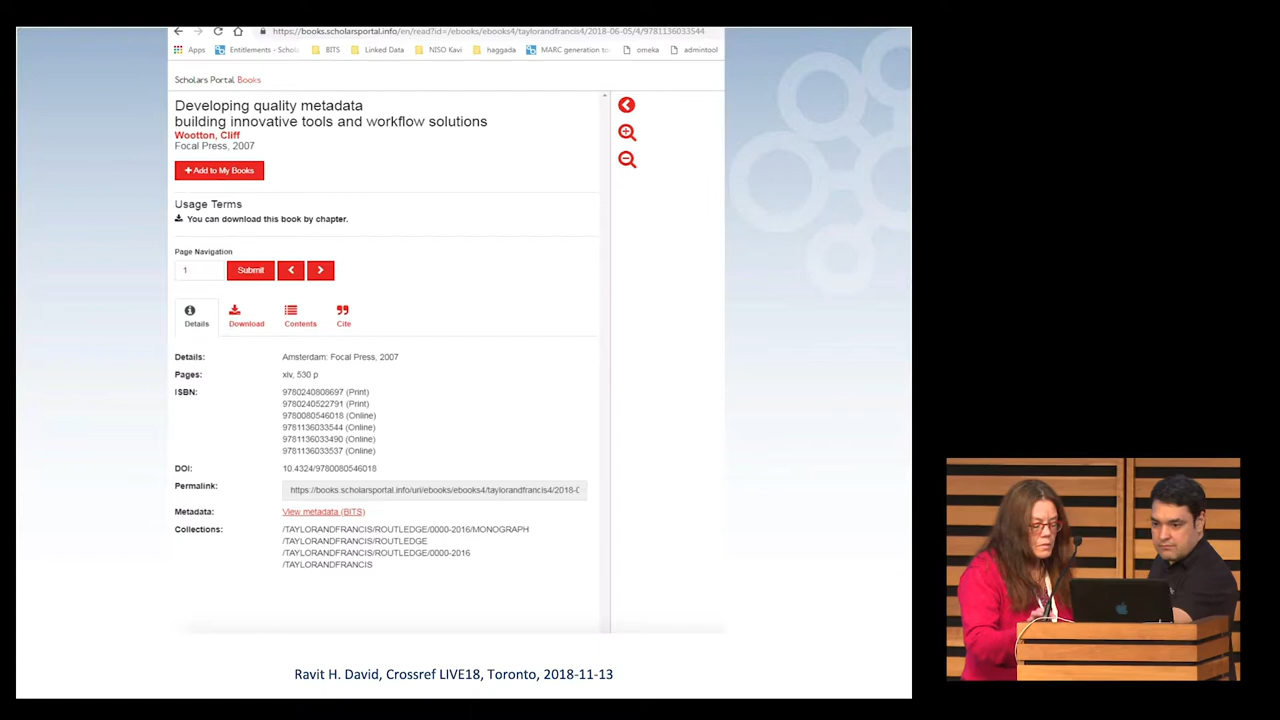 https://books.scholarsportal.info/en/read?id=/ebooks/ebooks4/taylorandfrancis4/2018-06-05/4/9781136033544
Apps Entitlements - Schol BITS Linked Data NISO Kavi haggada MARC generation to omeka admintool
Scholars Portal Books
Developing quality metadata
building innovative tools and workflow solutions
Wootton, Cliff
Focal Press, 2007
+ Add to My Books
Usage Terms
You can download this book by chapter.
Page Navigation
1 Submit
Details Download Contents Cite
Details: Amsterdam: Focal Press, 2007
Pages: xiv, 530 p
ISBN: 9780240808697 (Print)
9780240522791 (Print)
9780080546018 (Online)
9781136033544 (Online)
9781136033490 (Online)
9781136033537 (Online)
DOI: 10.4324/9780080546018
Permalink: https://books.scholarsportal.info/uri/ebooks/ebooks4/taylorandfrancis4/2018-0
Metadata: View metadata (BITS)
Collections: /TAYLORANDFRANCIS/ROUTLEDGE/0000-2016/MONOGRAPH
/TAYLORANDFRANCIS/ROUTLEDGE
/TAYLORANDFRANCIS/ROUTLEDGE/0000-2016
/TAYLORANDFRANCIS
Ravit H. David, Crossref LIVE18, Toronto, 2018-11-13